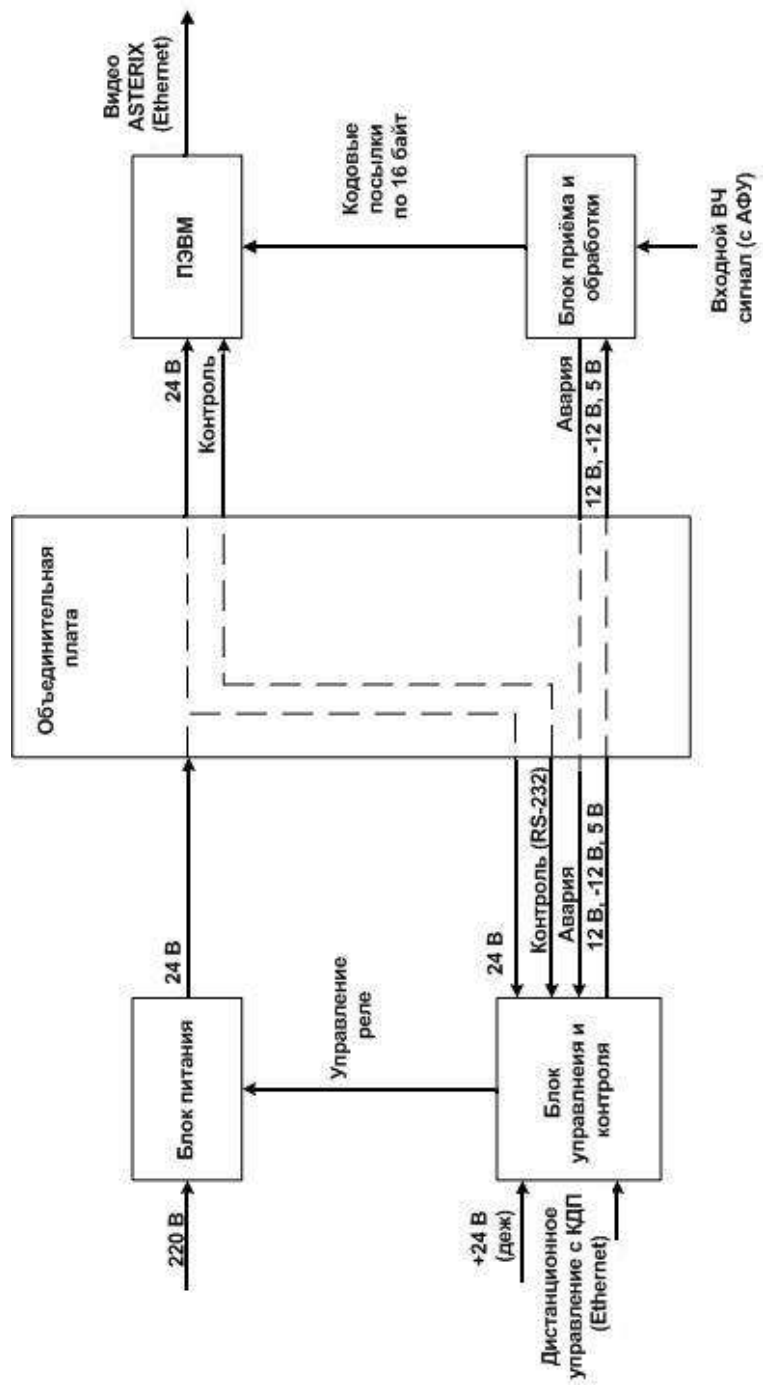 220 В
Блок питания
24 В
Объединительная
плата
24 В
Контроль
ПЭВМ
Видео
ASTERIX
(Ethernet)
Управление
реле
Кодовые
посылки
по 16 байт
+24 В
(деж)
Дистанционное
управление с КДП
(Ethernet)
Блок
управлнеия и
контроля
24 В
Контроль (RS-232)
Авария
12 В, -12 В, 5 В
Авария
12 В, -12 В, 5 В
Блок приёма и
обработки
Входной ВЧ
сигнал (с АФУ)